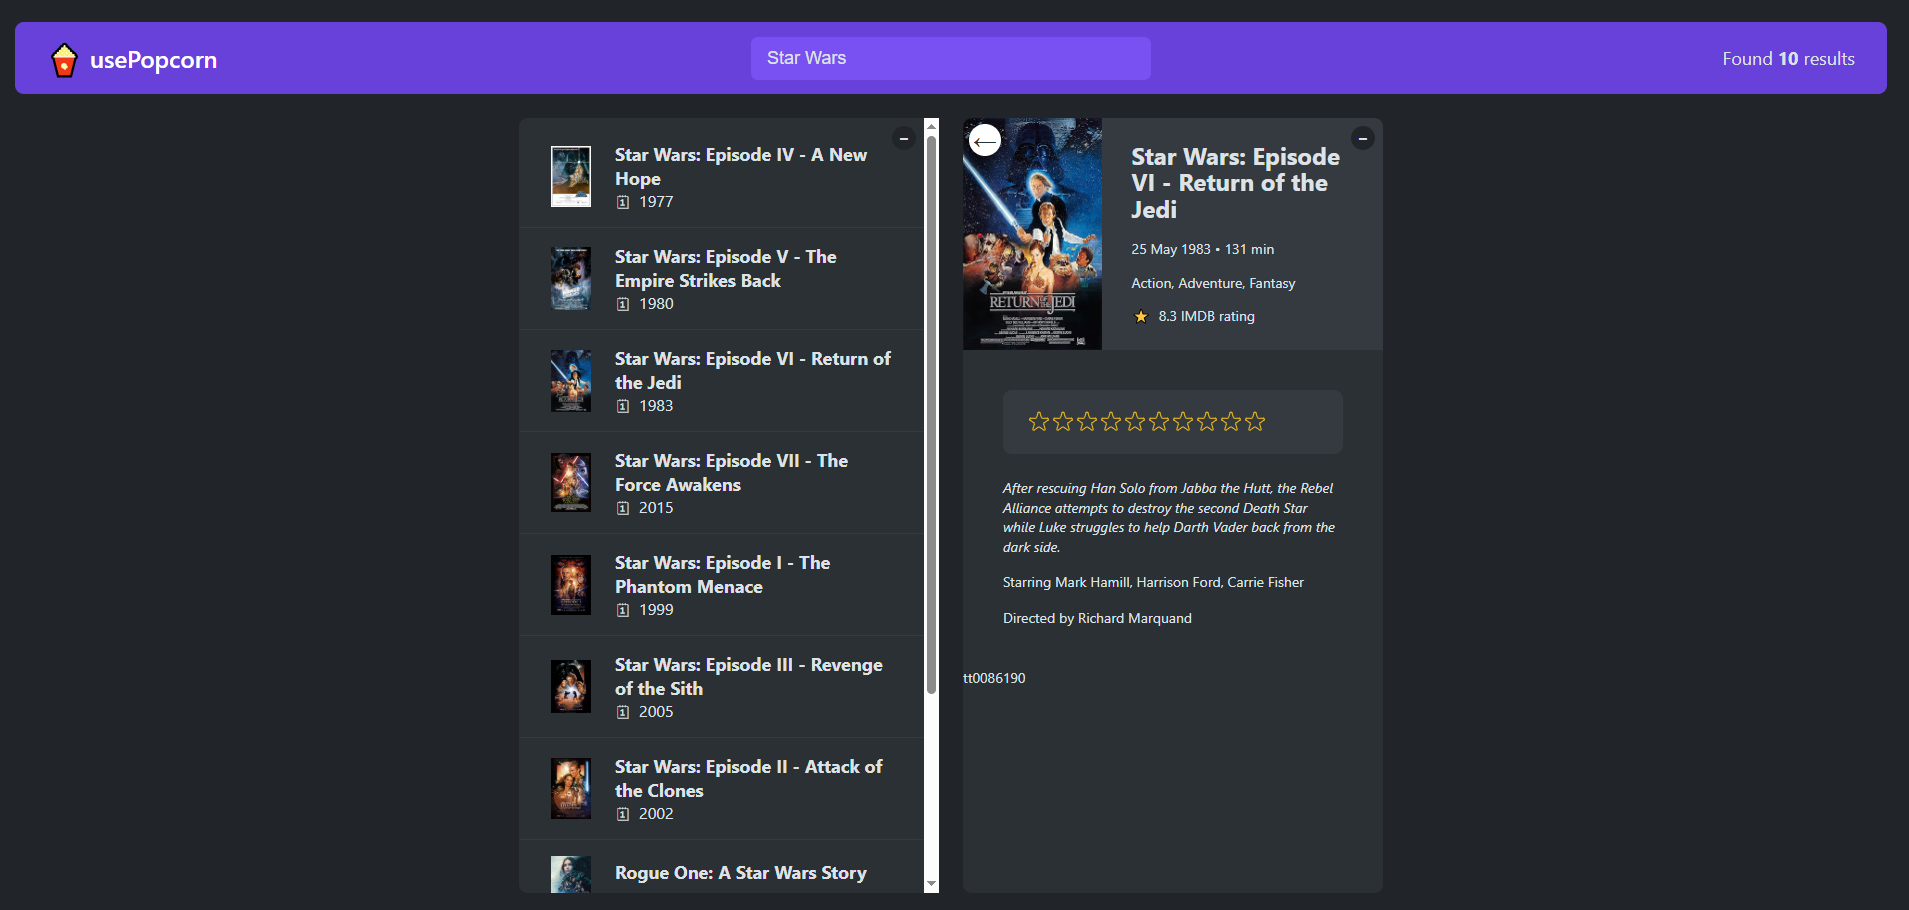 usePopcorn
Star Wars
Found 10 results
Star Wars: Episode IV - A New
Hope
1977
Star Wars: Episode V - The
Empire Strikes Back
1980
Star Wars: Episode VI - Return of
the Jedi
1983
Star Wars: Episode VII - The
Force Awakens
2015
Star Wars: Episode I - The
Phantom Menace
1999
Star Wars: Episode III - Revenge
of the Sith
2005
Star Wars: Episode II - Attack of
the Clones
2002
Rogue One: A Star Wars Story
RETURN OF THE JEDI
Star Wars: Episode
VI - Return of the
Jedi
25 May 1983 • 131 min
Action, Adventure, Fantasy
8.3 IMDB rating
After rescuing Han Solo from Jabba the Hutt, the Rebel
Alliance attempts to destroy the second Death Star
while Luke struggles to help Darth Vader back from the
dark side.
Starring Mark Hamill, Harrison Ford, Carrie Fisher
Directed by Richard Marquand
tt0086190